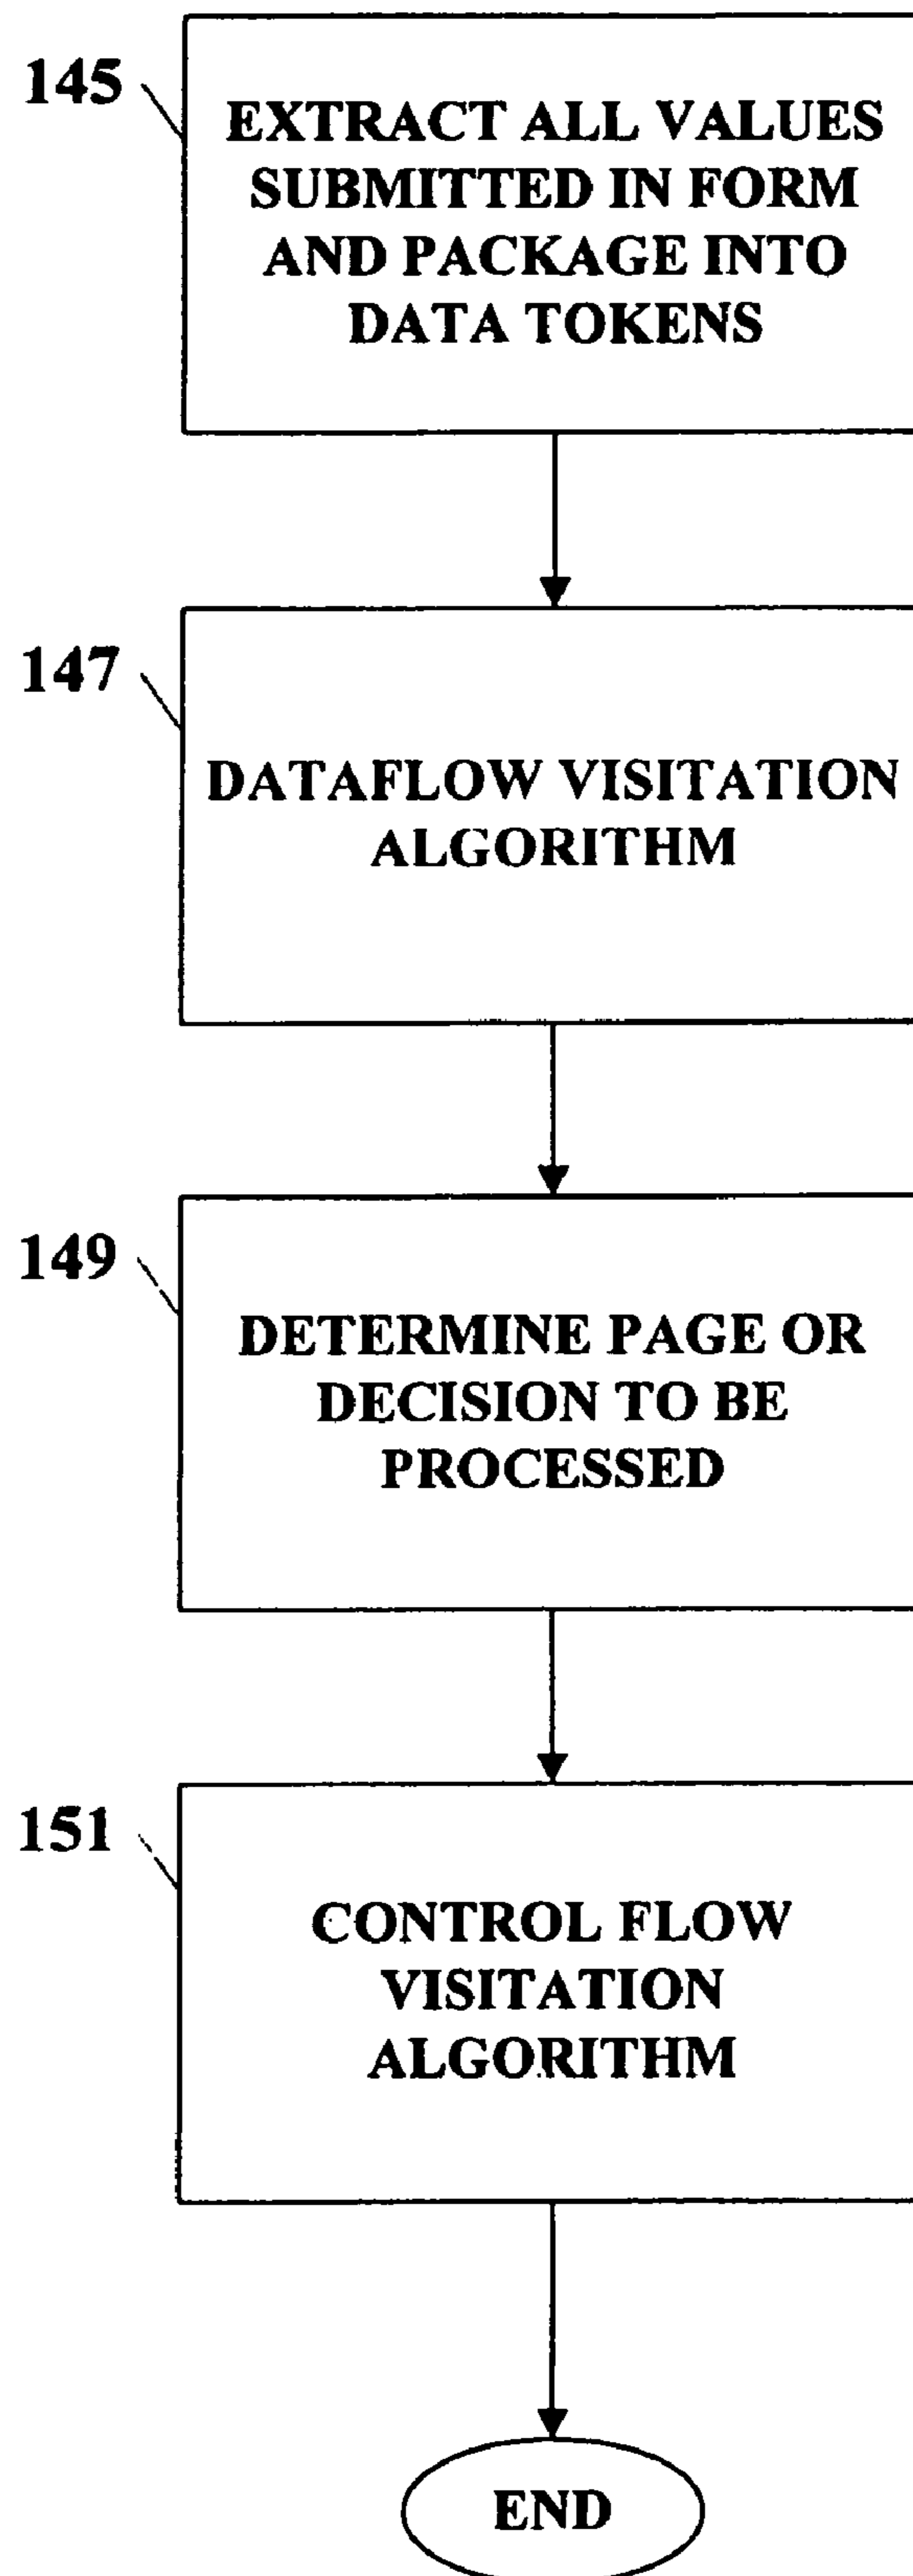 145
EXTRACT ALL VALUES
SUBMITTED IN FORM
AND PACKAGE INTO
DATA TOKENS
147
DATAFLOW VISITATION
ALGORITHM
149
DETERMINE PAGE OR
DECISION TO BE
PROCESSED
151
CONTROL FLOW
VISITATION
ALGORITHM
END